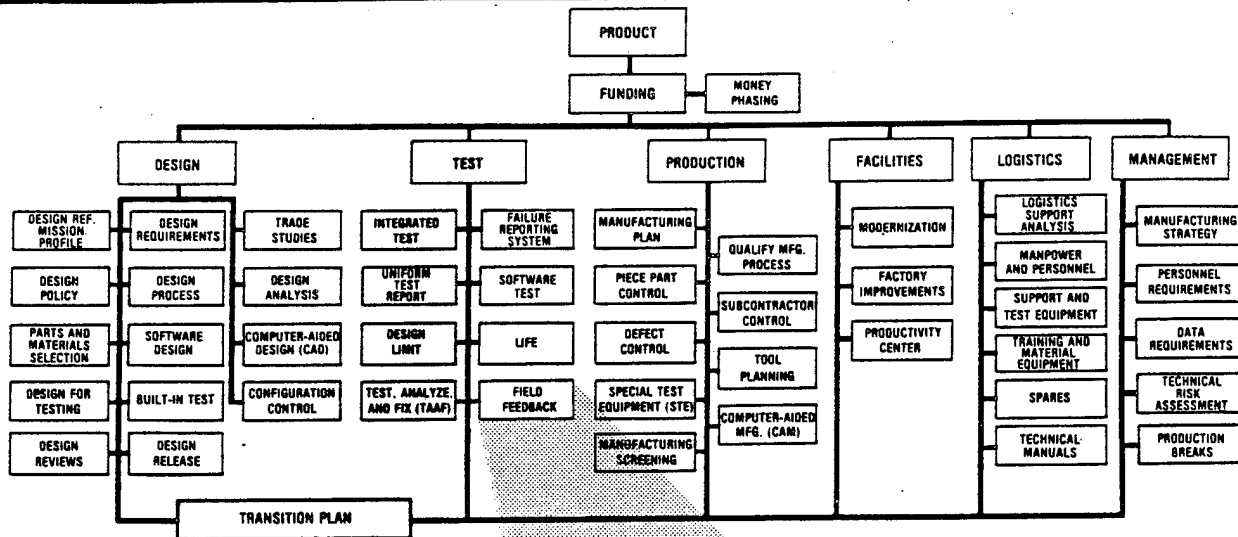 PRODUCT
FUNDING
MONEY
PHASING
DESIGN
TEST
PRODUCTION
FACILITIES
LOGISTICS
MANAGEMENT
DESIGN REF.
MISSION
PROFILE
DESIGN
POLICY
PARTS AND
MATERIALS
SELECTION
DESIGN FOR
TESTING
DESIGN
REVIEWS
DESIGN
REQUIREMENTS
DESIGN
PROCESS
SOFTWARE
DESIGN
BUILT-IN TEST
DESIGN
RELEASE
TRADE
STUDIES
DESIGN
ANALYSIS
COMPUTER-AIDED
DESIGN (CAD)
CONFIGURATION
CONTROL
INTEGRATED
TEST
UNIFORM
TEST
REPORT
DESIGN
LIMIT
TEST, ANALYZE,
AND FIX (TAAF)
FAILURE
REPORTING
SYSTEM
SOFTWARE
TEST
LIFE
FIELD
FEEDBACK
MANUFACTURING
PLAN
PIECE PART
CONTROL
DEFECT
CONTROL
SPECIAL TEST
EQUIPMENT (STE)
MANUFACTURING
SCREENING
QUALIFY MFG.
PROCESS
SUBCONTRACTOR
CONTROL
TOOL
PLANNING
COMPUTER-AIDED
MFG. (CAM)
MODERNIZATION
FACTORY
IMPROVEMENTS
PRODUCTIVITY
CENTER
LOGISTICS
SUPPORT
ANALYSIS
MANPOWER
AND PERSONNEL
SUPPORT AND
TEST EQUIPMENT
TRAINING AND
MATERIAL
EQUIPMENT
SPARES
TECHNICAL
MANUALS
MANUFACTURING
STRATEGY
PERSONNEL
REQUIREMENTS
DATA
REQUIREMENTS
TECHNICAL
RISK
ASSESSMENT
PRODUCTION
BREAKS
TRANSITION PLAN